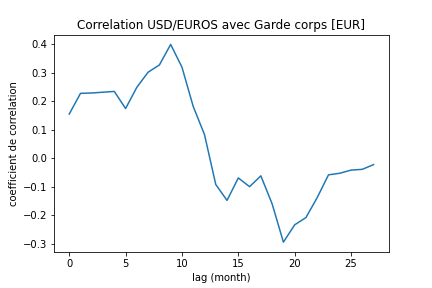 Correlation USD/EUROS avec Garde corps [EUR]
coefficient de correlation
0.4
0.3
0.2
0.1
0.0
−0.1
−0.2
−0.3
0 5 10 15 20 25
lag (month)